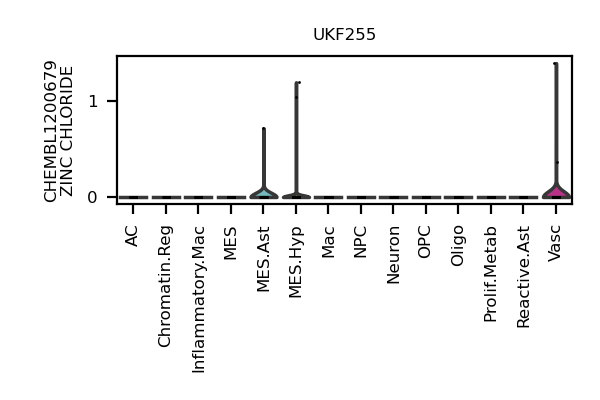 UKF255
CHEMBL1200679
ZINC CHLORIDE
1
0
AC
Chromatin.Reg
Inflammatory.Mac
MES
MES.Ast
MES.Hyp
Mac
NPC
Neuron
OPC
Oligo
Prolif.Metab
Reactive.Ast
Vasc